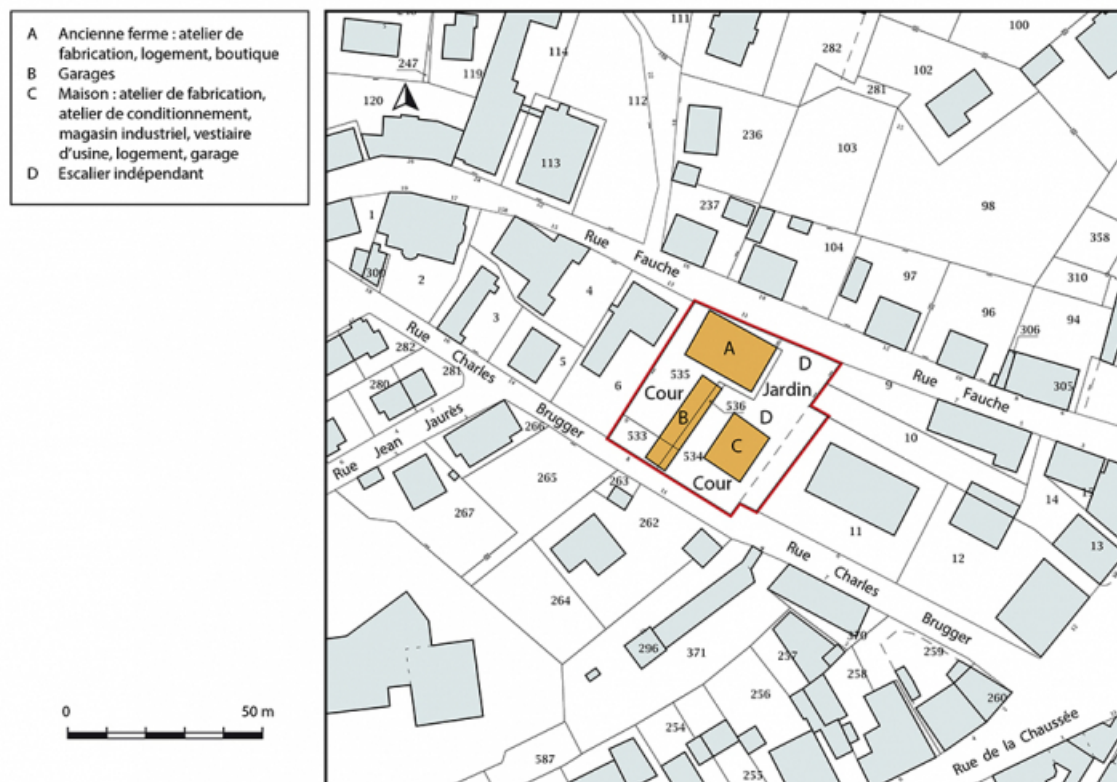 A Ancienne ferme : atelier de
fabrication, logement, boutique
B Garages
C Maison : atelier de fabrication,
atelier de conditionnement,
magasin industriel, vestiaire
d'usine, logement, garage
D Escalier indépendant
0 50 m
111
100
114
282
247
119
102
281
120
112
236
103
113
98
237
1
Rue Fauche
104
358
300
2
97
310
4
3
96
94
306
282
Rue Charles Brugger
A
D
281
5
305
280
6
535
Jardin
9
Rue Fauche
Cour
B
536
D
Rue Jean Jaurès
266
533
C
10
534
265
263
Cour
14
267
262
11
13
12
Rue Charles Brugger
264
370
296
371
257
259
258
256
260
254
Rue de la Chaussée
587
255